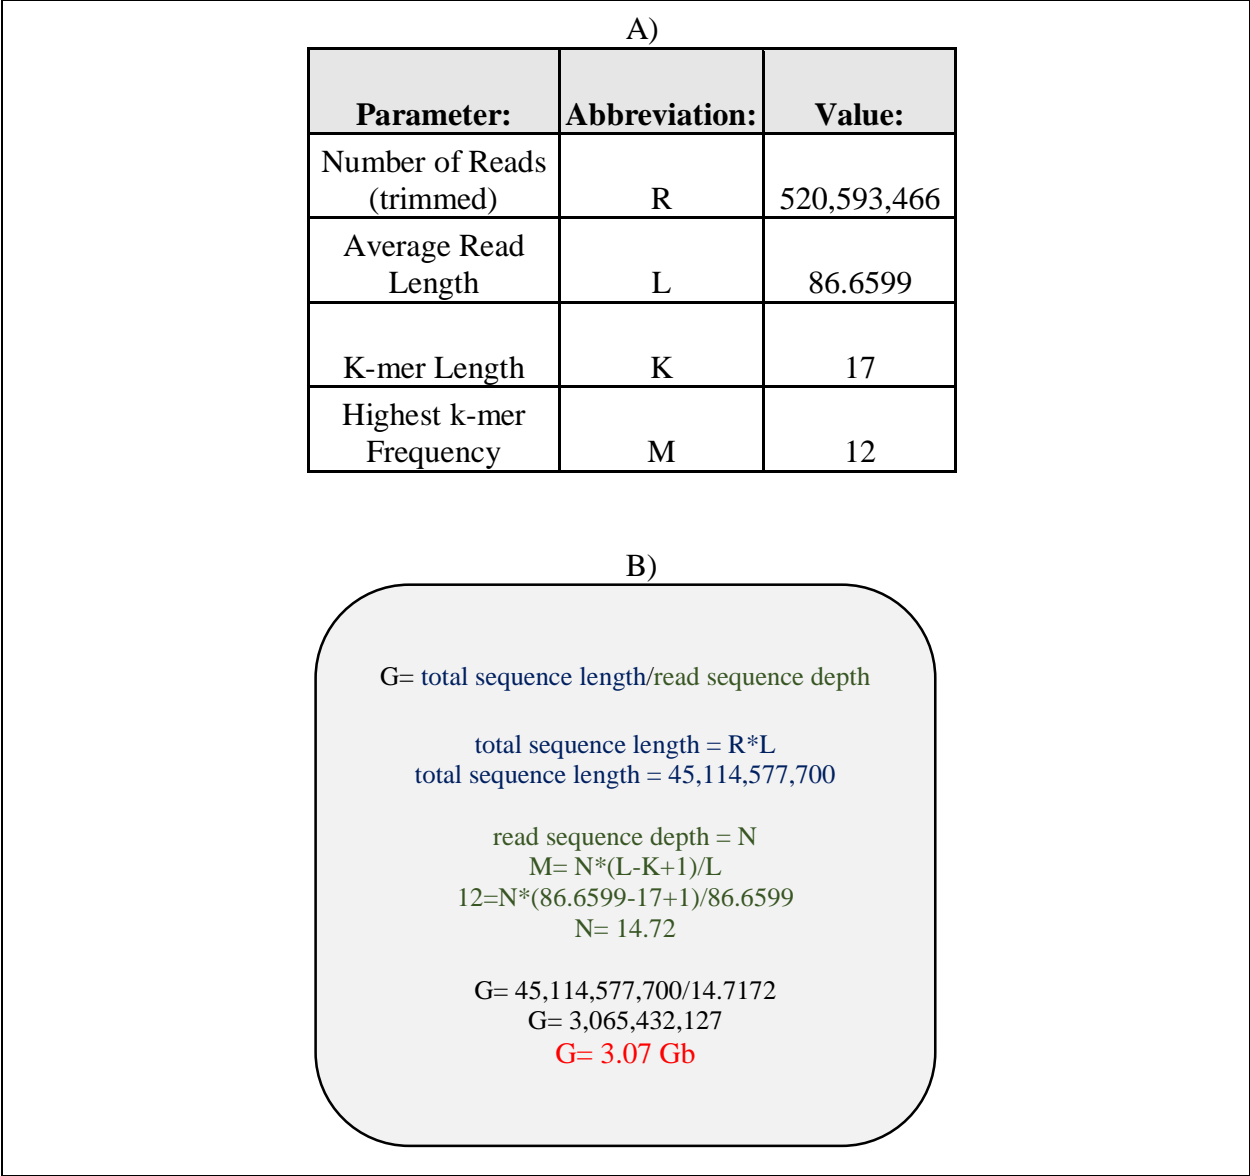 A)
Parameter: Abbreviation: Value:
Number of Reads
(trimmed) R 520,593,466
Average Read
Length L 86.6599
K-mer Length K 17
Highest k-mer
Frequency M 12
B)
G= total sequence length/read sequence depth
total sequence length = R*L
total sequence length = 45,114,577,700
read sequence depth = N
M= N*(L-K+1)/L
12=N*(86.6599-17+1)/86.6599
N= 14.72
G= 45,114,577,700/14.7172
G= 3,065,432,127
G= 3.07 Gb